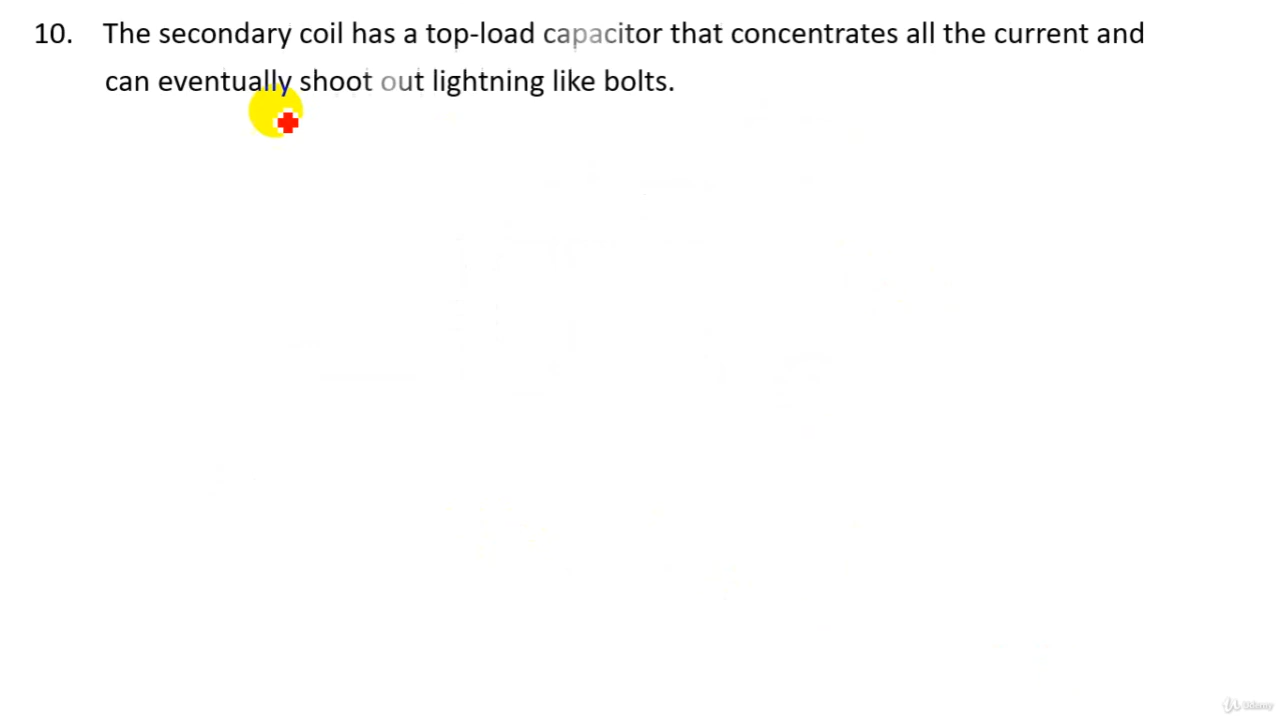 10. The secondary coil has a top-load capacitor that concentrates all the current and
can eventually shoot out lightning like bolts.
Udemy